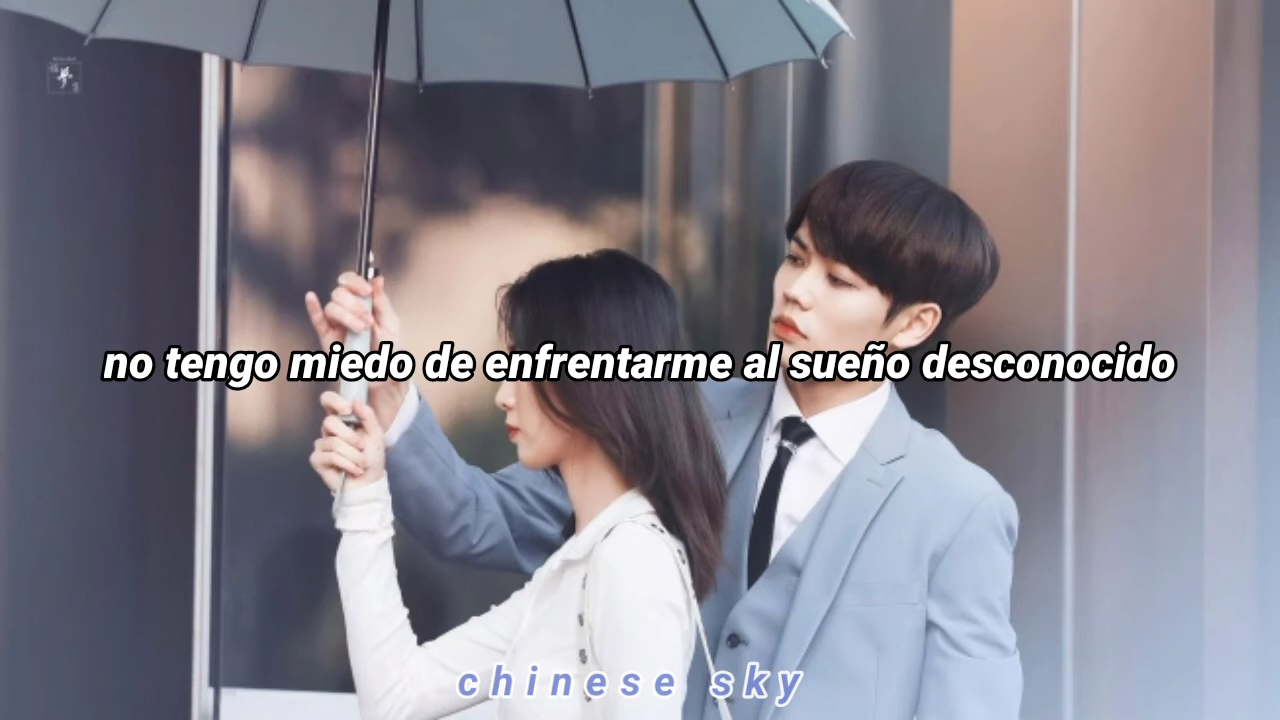 no tengo miedo de enfrentarme al sueño desconocido
chinese sky